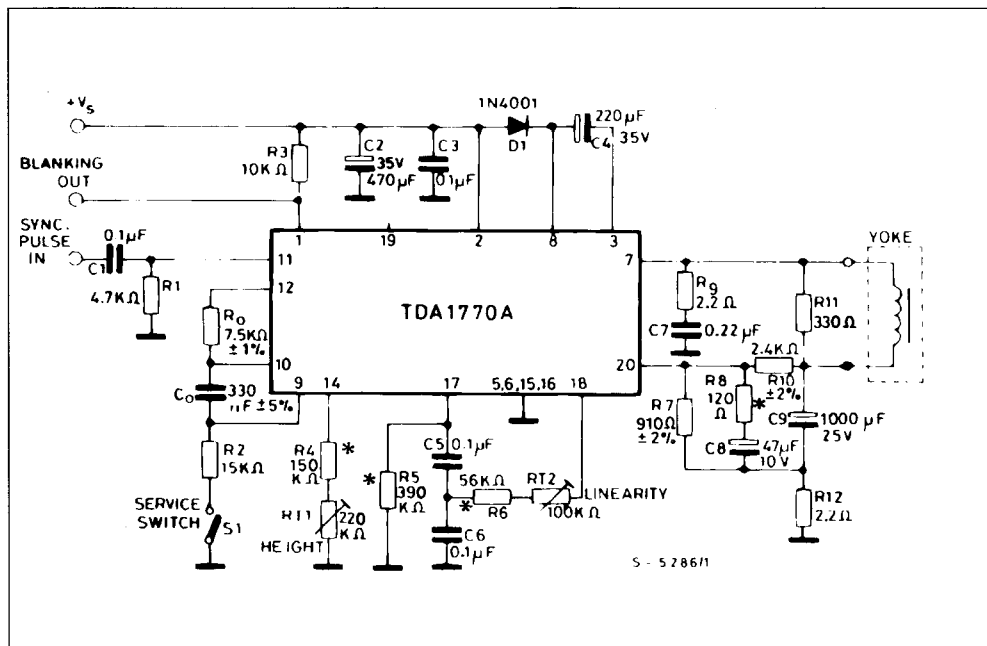 +Vs
1N4001
D1
220µF
35V
C4
R3
10KΩ
C2
35V
470µF
C3
0.1µF
BLANKING
OUT
SYNC.
PULSE
IN
0.1µF
C1
R1
4.7KΩ
1
19
2
8
3
11
12
10
9
14
17
5,6,15,16
18
7
20
TDA1770A
YOKE
Ro
7.5KΩ
±1%
Co
330
nF ±5%
R2
15KΩ
SERVICE
SWITCH
S1
R4
150
KΩ
*
RT1
220
KΩ
HEIGHT
*
R5
390
KΩ
C5
0.1µF
56KΩ
*
R6
RT2
100KΩ
LINEARITY
C6
0.1µF
R9
2.2Ω
C7
0.22µF
R11
330Ω
2.4KΩ
R10
±2%
R7
910Ω
±2%
R8
120
Ω
*
C8
47µF
10V
C9
1000µF
25V
R12
2.2Ω
S-5286/1